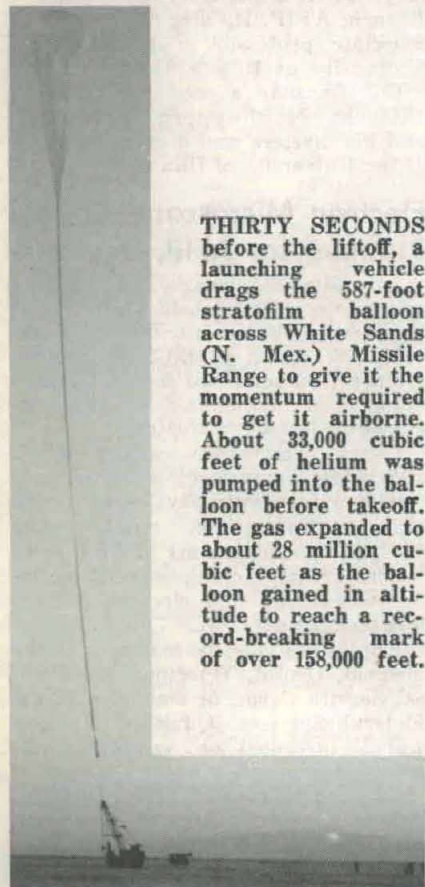 THIRTY SECONDS
before the liftoff, a
launching vehicle
drags the 587-foot
stratofilm balloon
across White Sands
(N. Mex.) Missile
Range to give it the
momentum required
to get it airborne.
About 33,000 cubic
feet of helium was
pumped into the bal-
loon before takeoff.
The gas expanded to
about 28 million cu-
bic feet as the bal-
loon gained in alti-
tude to reach a rec-
ord-breaking mark
of over 158,000 feet.